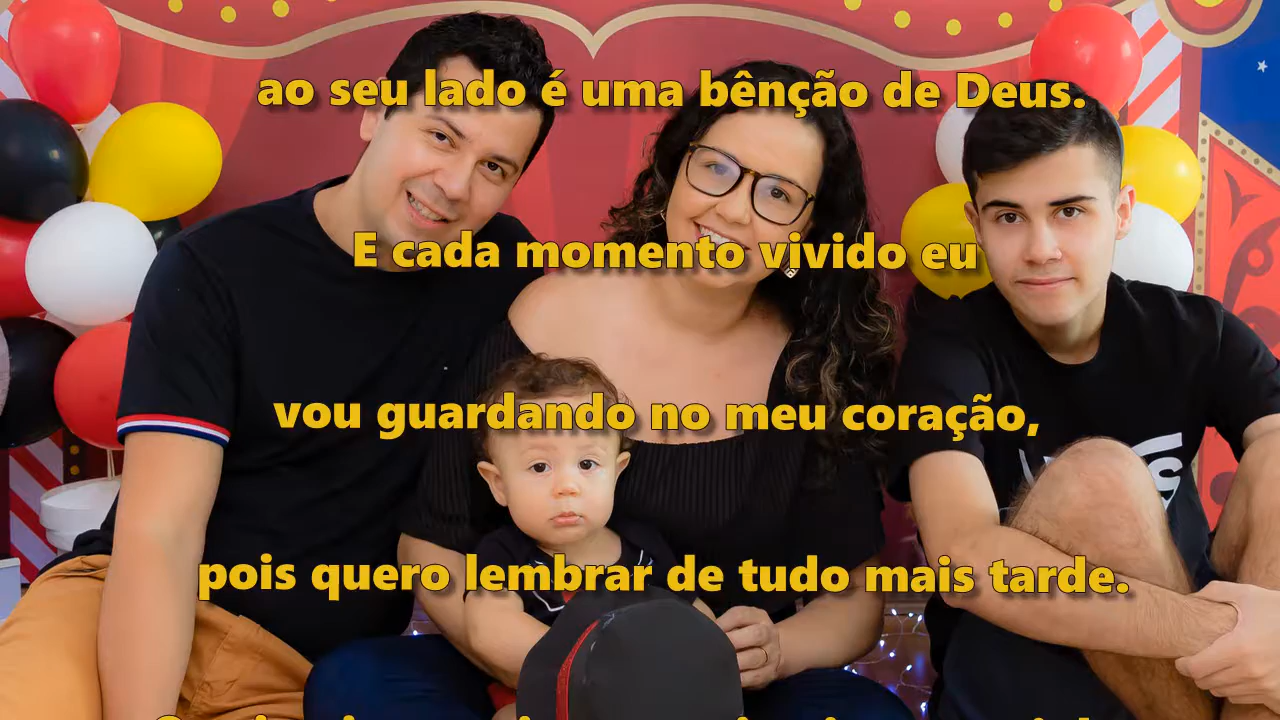 ao seu lado é uma bênção de Deus.
E cada momento vivido eu
vou guardando no meu coração,
pois quero lembrar de tudo mais tarde.